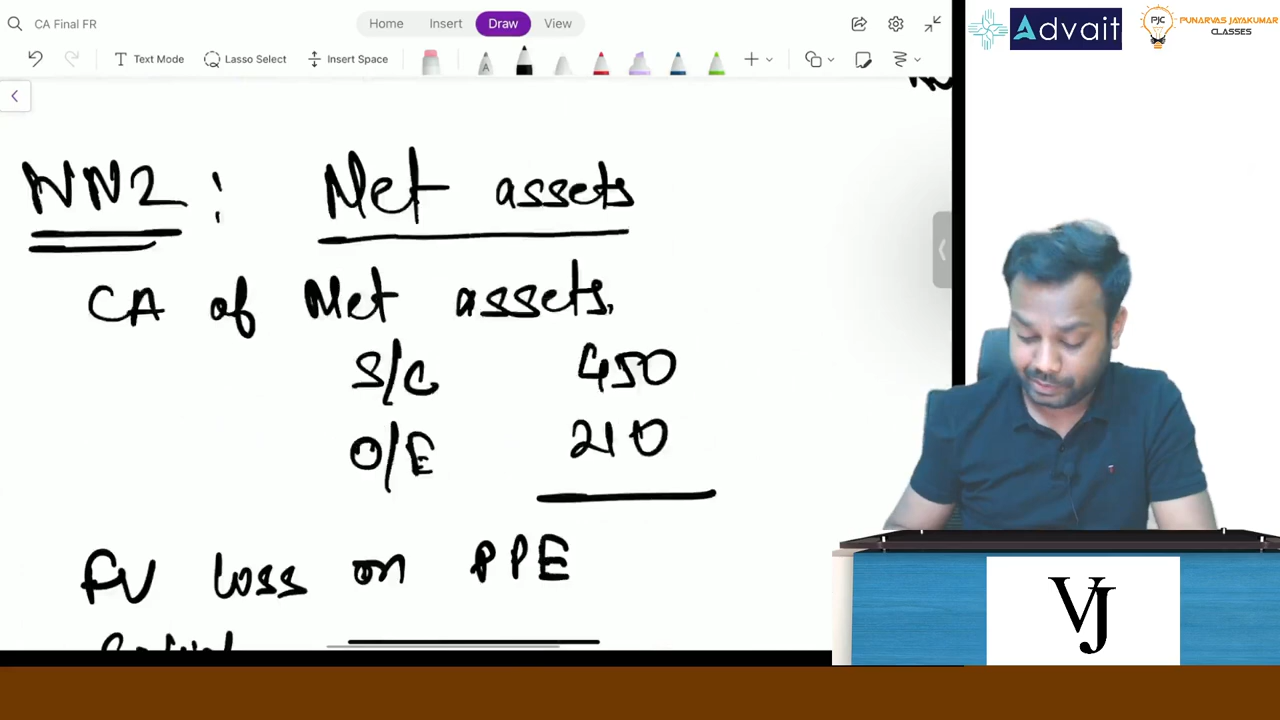 CA Final FR
Home Insert Draw View
Text Mode Lasso Select Insert Space
Advait
PJC PUNARVAS JAYAKUMAR
CLASSES
WN2 : Net assets
CA of Net assets.
S/C 450
O/E 210
FV loss on PPE
VJ